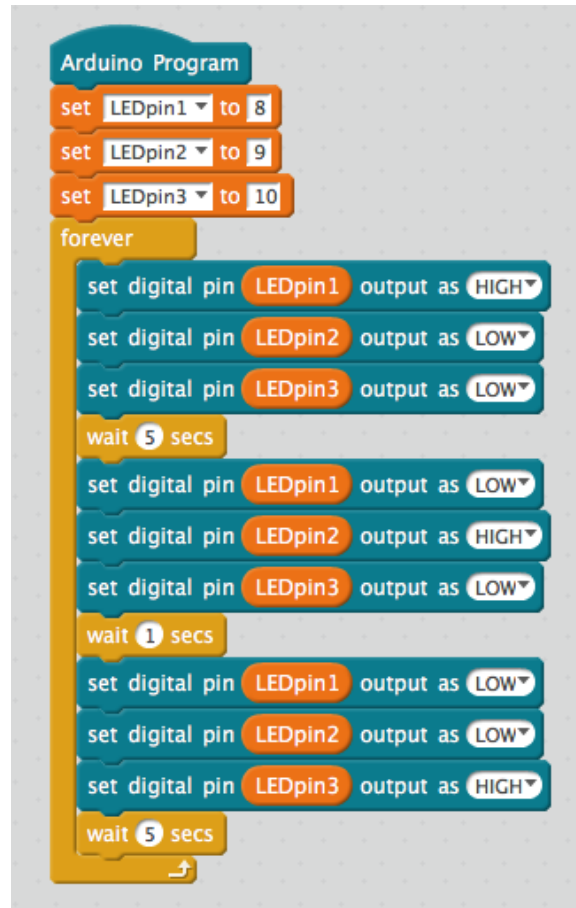 Arduino Program
set LEDpin1 to 8
set LEDpin2 to 9
set LEDpin3 to 10
forever
set digital pin LEDpin1 output as HIGH
set digital pin LEDpin2 output as LOW
set digital pin LEDpin3 output as LOW
wait 5 secs
set digital pin LEDpin1 output as LOW
set digital pin LEDpin2 output as HIGH
set digital pin LEDpin3 output as LOW
wait 1 secs
set digital pin LEDpin1 output as LOW
set digital pin LEDpin2 output as LOW
set digital pin LEDpin3 output as HIGH
wait 5 secs